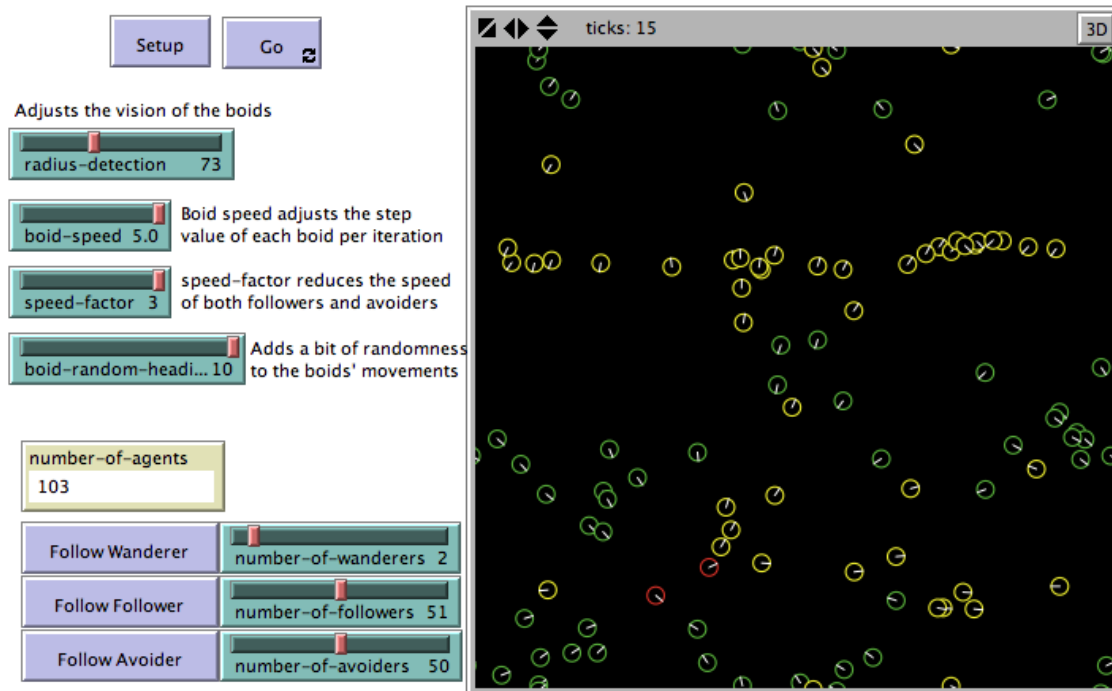 Setup
Go
Adjusts the vision of the boids
radius-detection 73
boid-speed 5.0
Boid speed adjusts the step
value of each boid per iteration
speed-factor 3
speed-factor reduces the speed
of both followers and avoiders
boid-random-headi... 10
Adds a bit of randomness
to the boids' movements
number-of-agents
103
Follow Wanderer
number-of-wanderers 2
Follow Follower
number-of-followers 51
Follow Avoider
number-of-avoiders 50
ticks: 15
3D